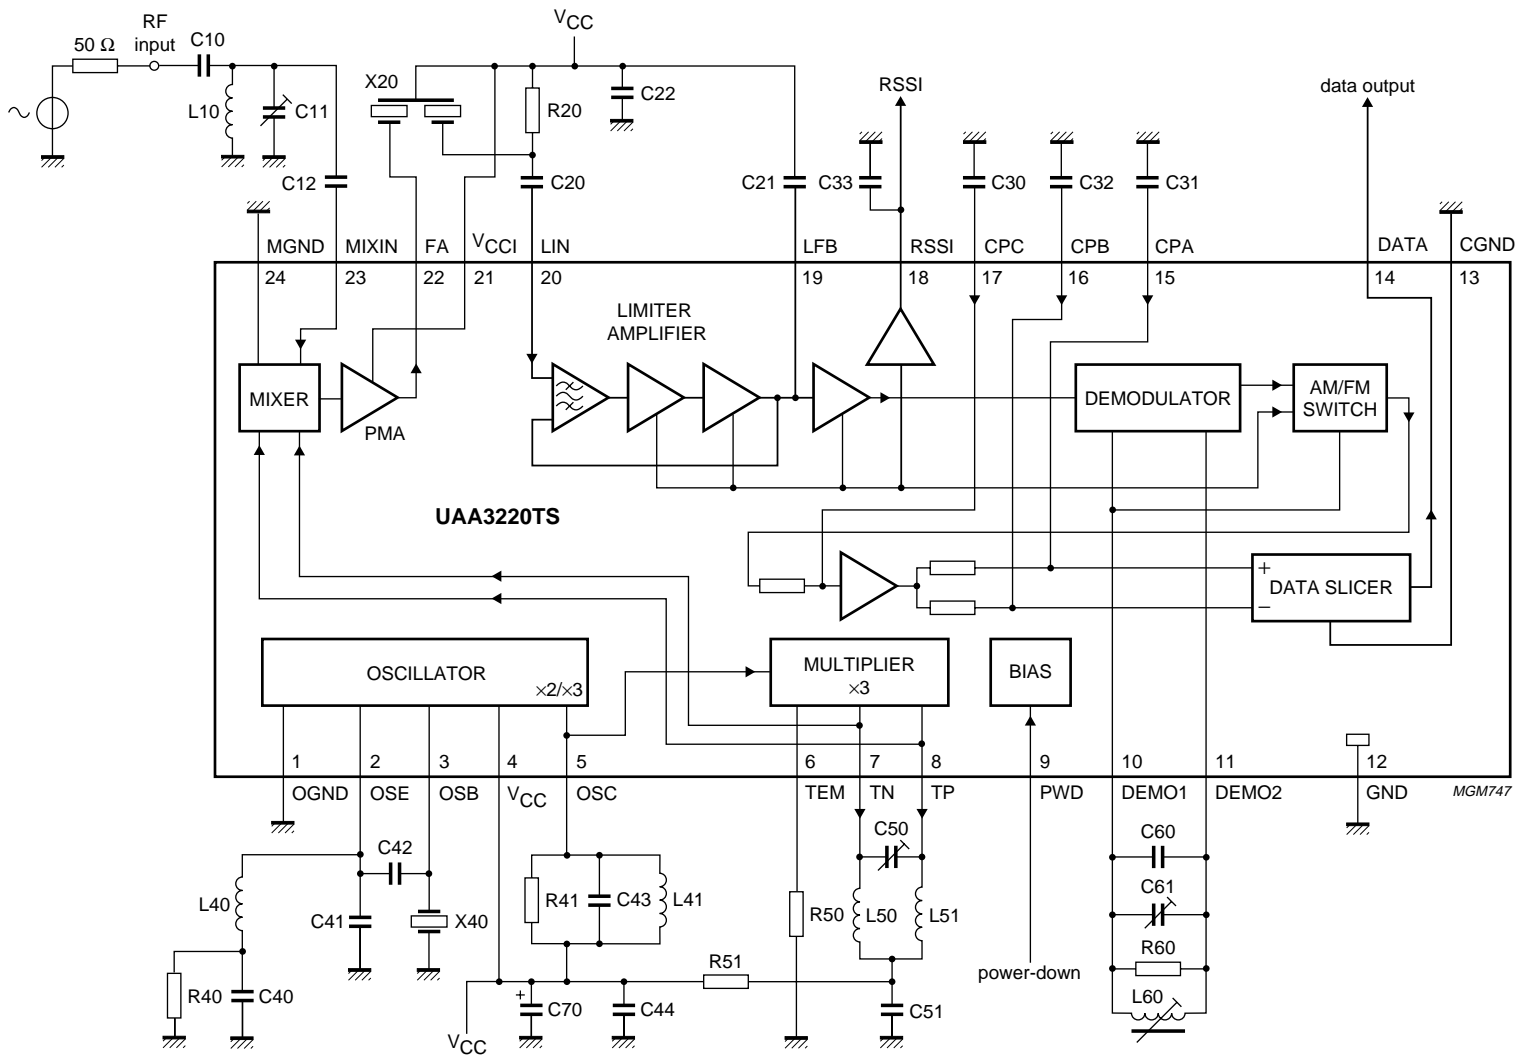 VCC
RF
input
50 Ω
C10
X20
L10
C11
R20
C22
RSSI
data output
C12
C20
C21
C33
C30
C32
C31
MGND
MIXIN
FA
VCCI
LIN
LFB
RSSI
CPC
CPB
CPA
DATA
CGND
24
23
22
21
20
19
18
17
16
15
14
13
LIMITER
AMPLIFIER
MIXER
PMA
DEMODULATOR
AM/FM
SWITCH
UAA3220TS
+
−
DATA SLICER
OSCILLATOR
×2/×3
MULTIPLIER
×3
BIAS
1
2
3
4
5
6
7
8
9
10
11
12
OGND
OSE
OSB
VCC
OSC
TEM
TN
TP
PWD
DEMO1
DEMO2
GND
MGM747
C42
C50
C60
L40
C41
X40
R41
C43
L41
R50
L50
L51
C61
R60
R40
C40
R51
power-down
L60
+
C70
C44
C51
VCC